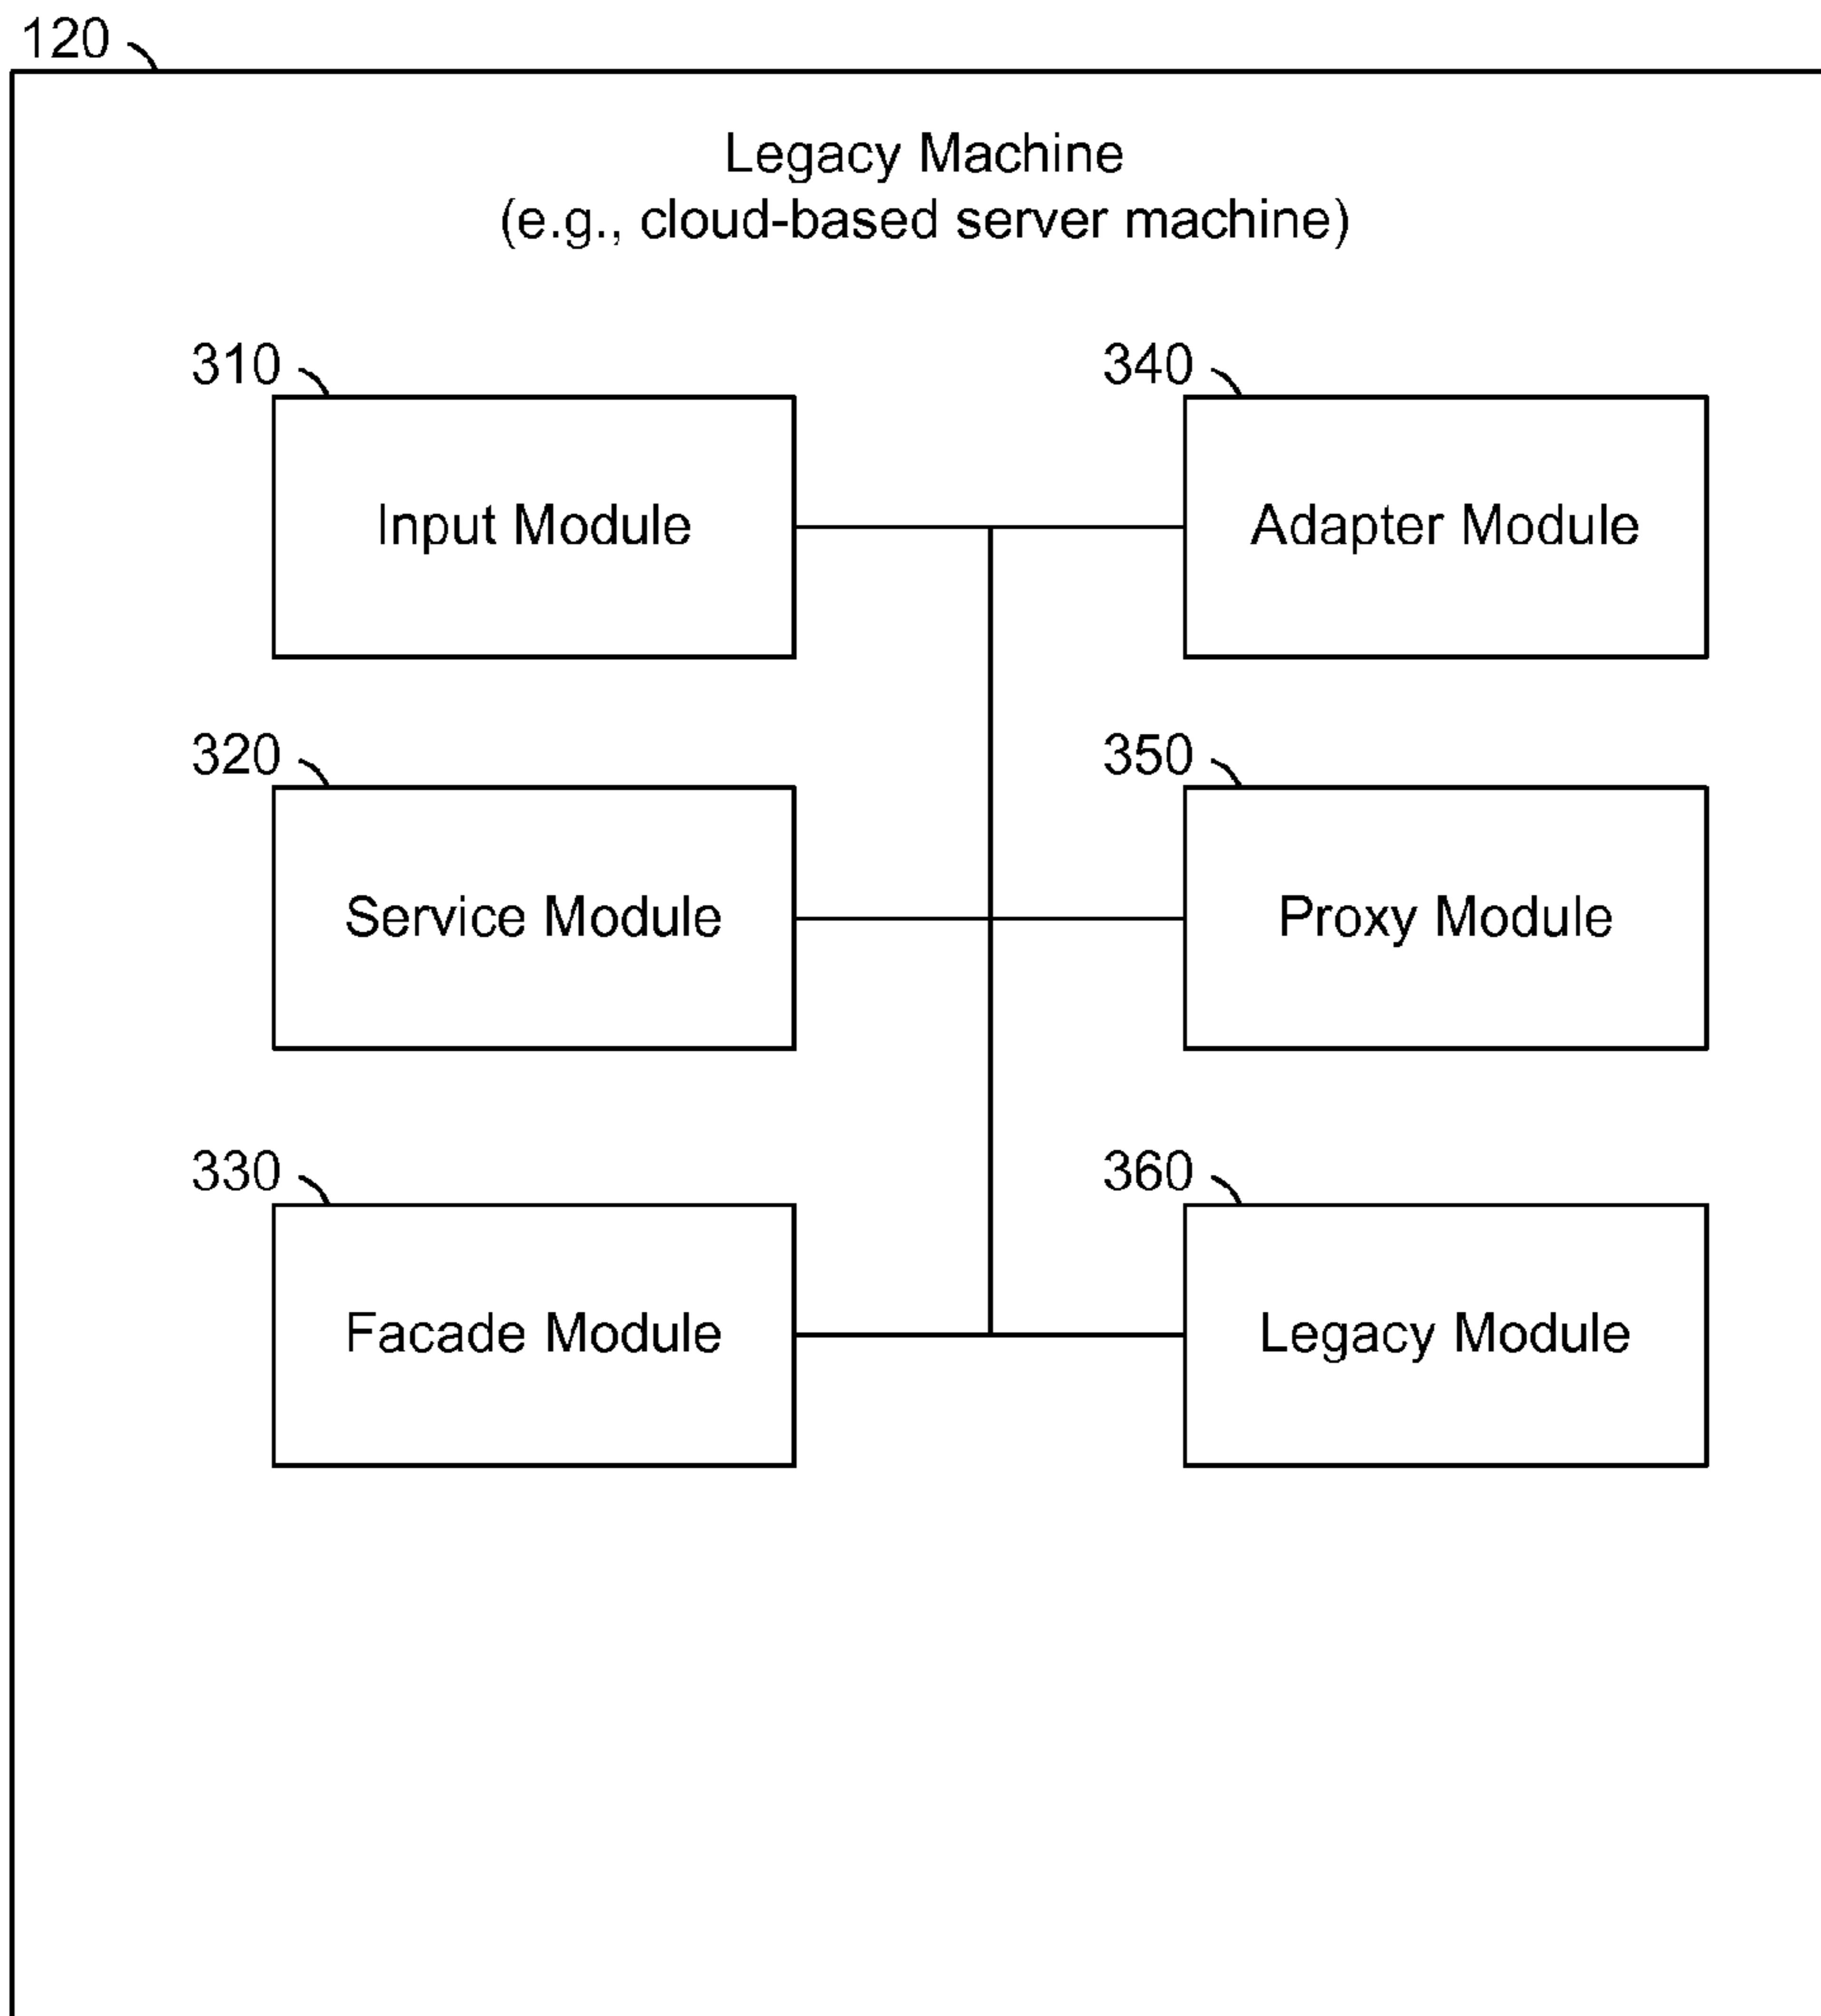 120
Legacy Machine
(e.g., cloud-based server machine)
310
340
Input Module
Adapter Module
320
350
Service Module
Proxy Module
330
360
Facade Module
Legacy Module